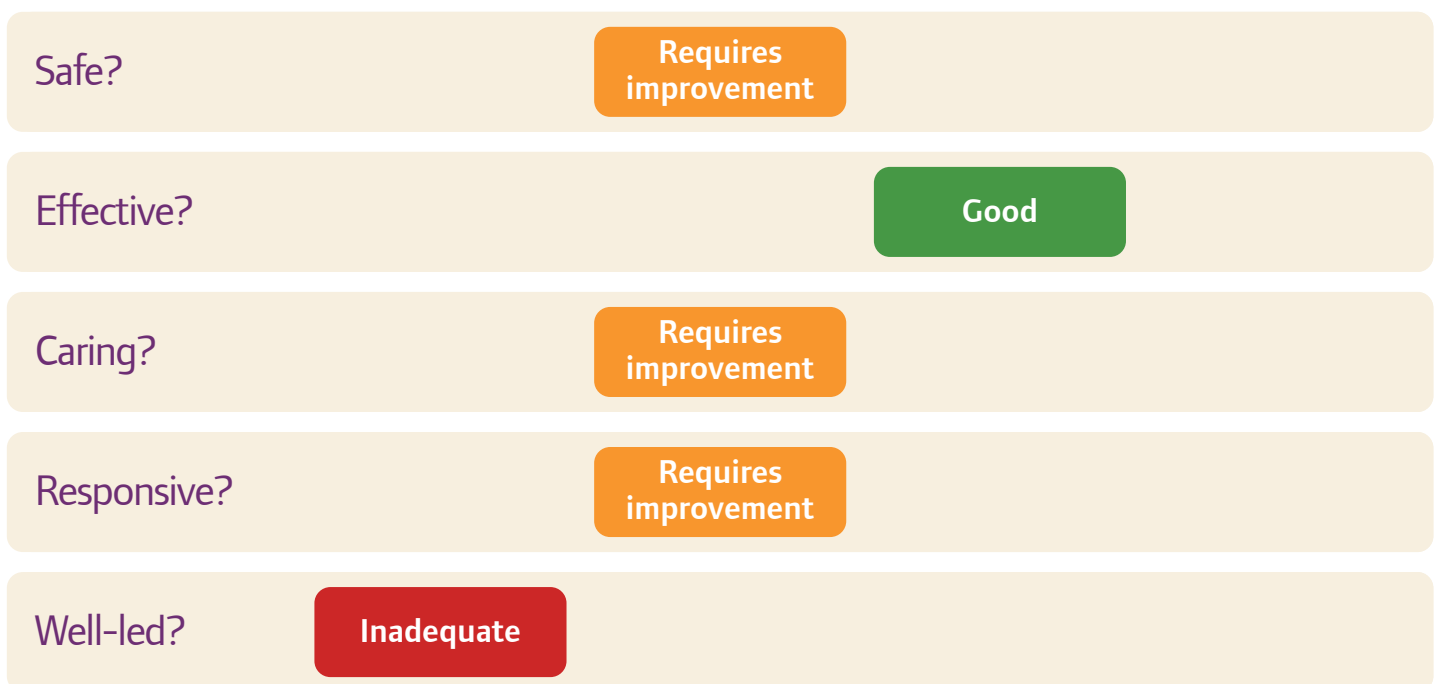 Safe?
Requires
improvement
Effective?
Good
Caring?
Requires
improvement
Responsive?
Requires
improvement
Well-led?
Inadequate